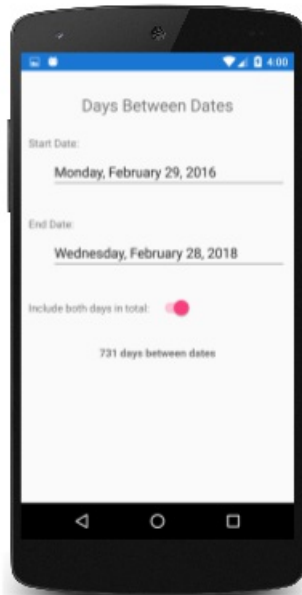 4:00
Days Between Dates
Start Date:
Monday, February 29, 2016
End Date:
Wednesday, February 28, 2018
Include both days in total:
731 days between dates